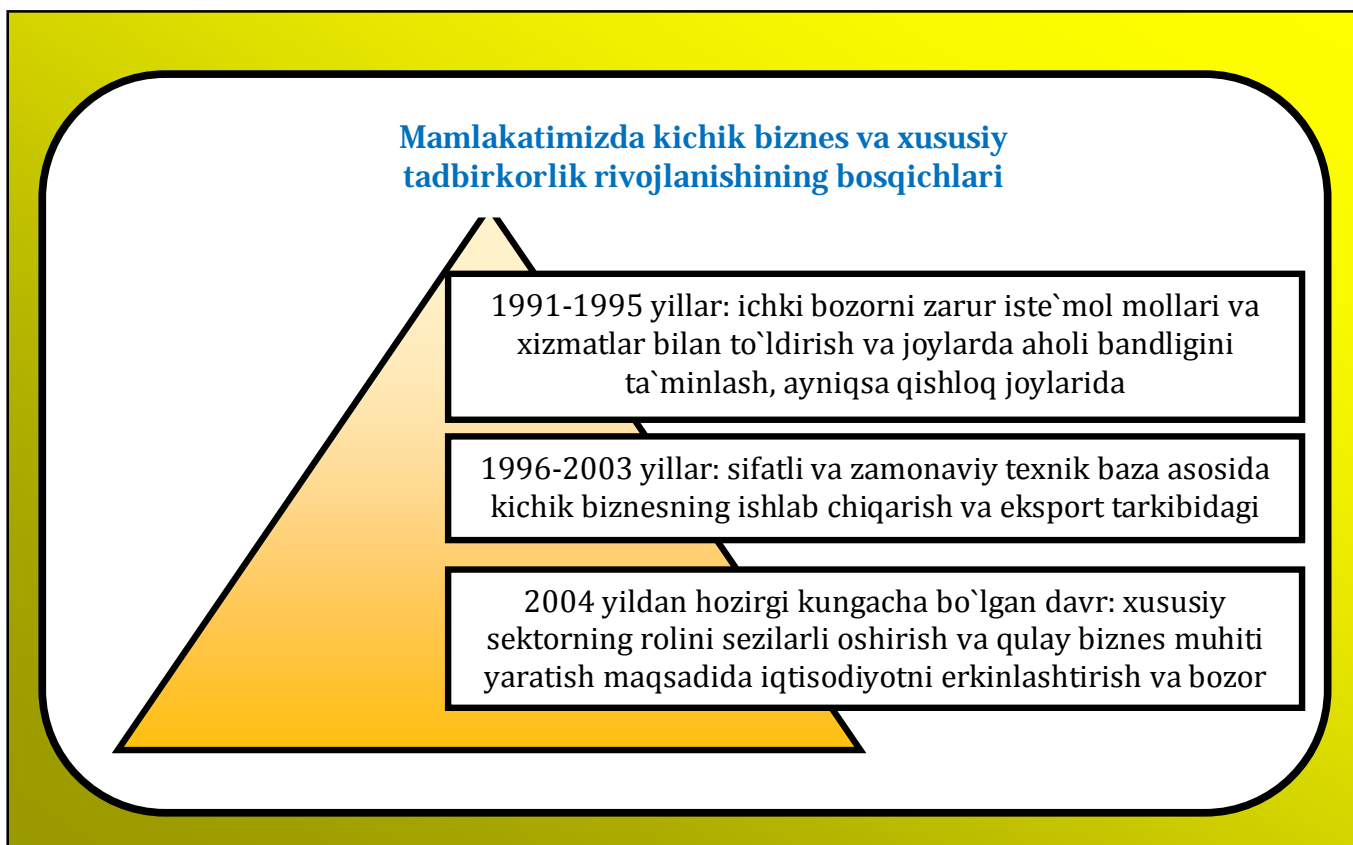 Mamlakatimizda kichik biznes va xususiy
tadbirkorlik rivojlanishining bosqichlari
1991-1995 yillar: ichki bozorni zarur iste`mol mollari va
xizmatlar bilan to`ldirish va joylarda aholi bandligini
ta`minlash, ayniqsa qishloq joylarida
1996-2003 yillar: sifatli va zamonaviy texnik baza asosida
kichik biznesning ishlab chiqarish va eksport tarkibidagi
2004 yildan hozirgi kungacha bo`lgan davr: xususiy
sektorning rolini sezilarli oshirish va qulay biznes muhiti
yaratish maqsadida iqtisodiyotni erkinlashtirish va bozor